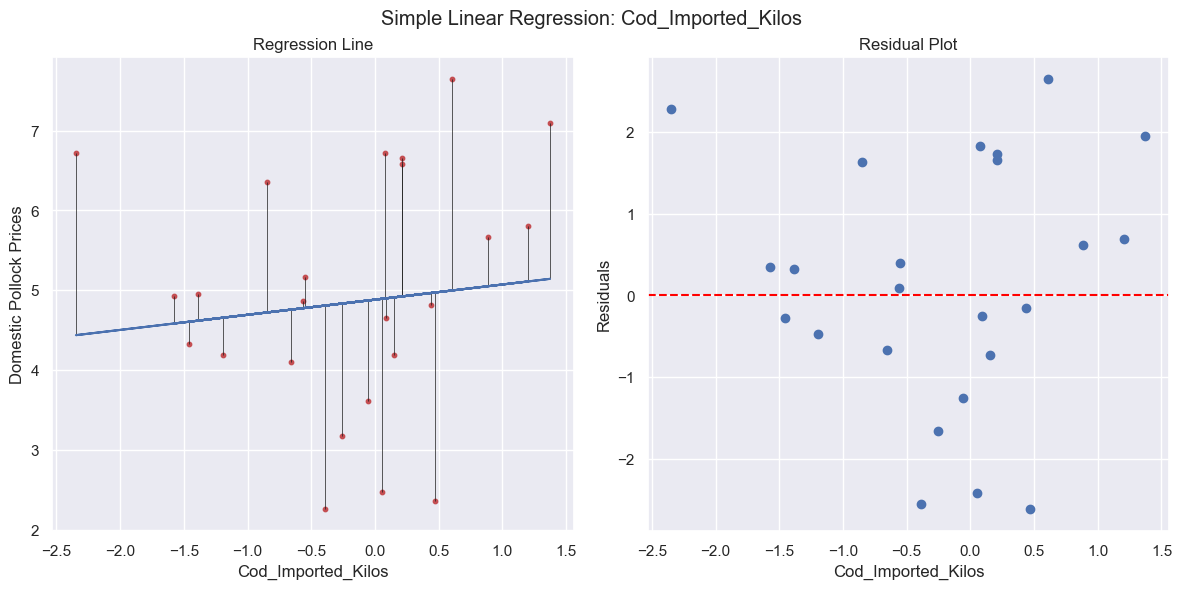 Simple Linear Regression: Cod_Imported_Kilos
Regression Line
Domestic Pollock Prices
7
6
5
4
3
2
−2.5 −2.0 −1.5 −1.0 −0.5 0.0 0.5 1.0 1.5
Cod_Imported_Kilos
Residual Plot
Residuals
2
1
0
−1
−2
−2.5 −2.0 −1.5 −1.0 −0.5 0.0 0.5 1.0 1.5
Cod_Imported_Kilos